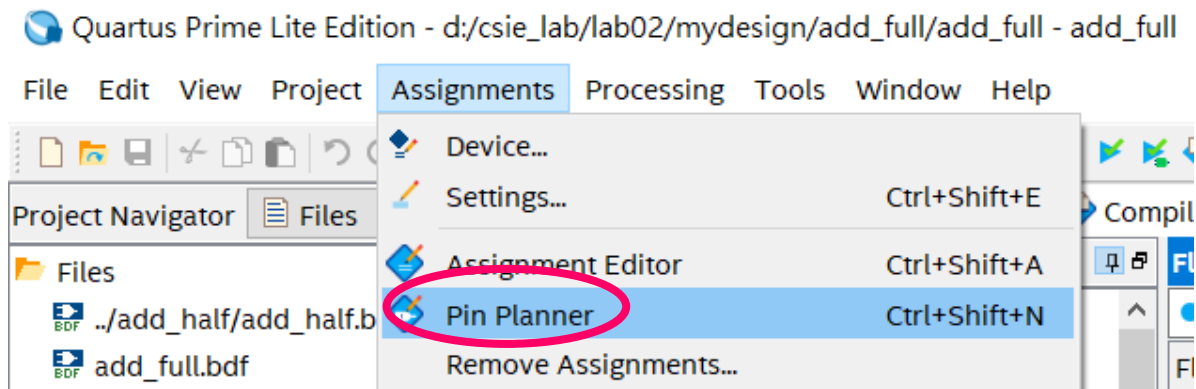 Quartus Prime Lite Edition - d:/csie_lab/lab02/mydesign/add_full/add_full - add_full
File Edit View Project Assignments Processing Tools Window Help
Device...
Settings... Ctrl+Shift+E
Project Navigator Files Compil
Assignment Editor Ctrl+Shift+A
Files
Pin Planner Ctrl+Shift+N
BDF ../add_half/add_half.b
Remove Assignments...
BDF add_full.bdf